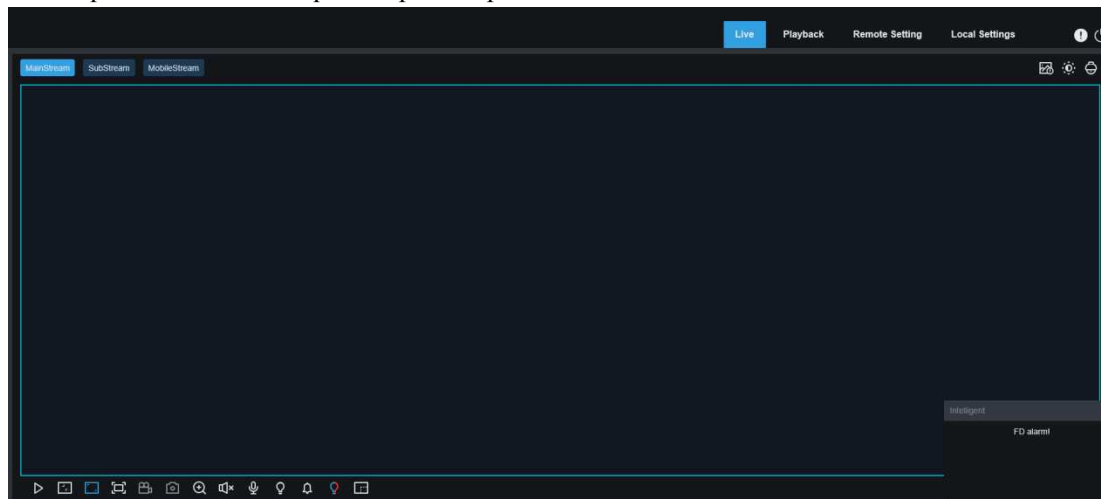 Live Playback Remote Setting Local Settings
MainStream SubStream MobileStream
Intelligent
FD alarm!